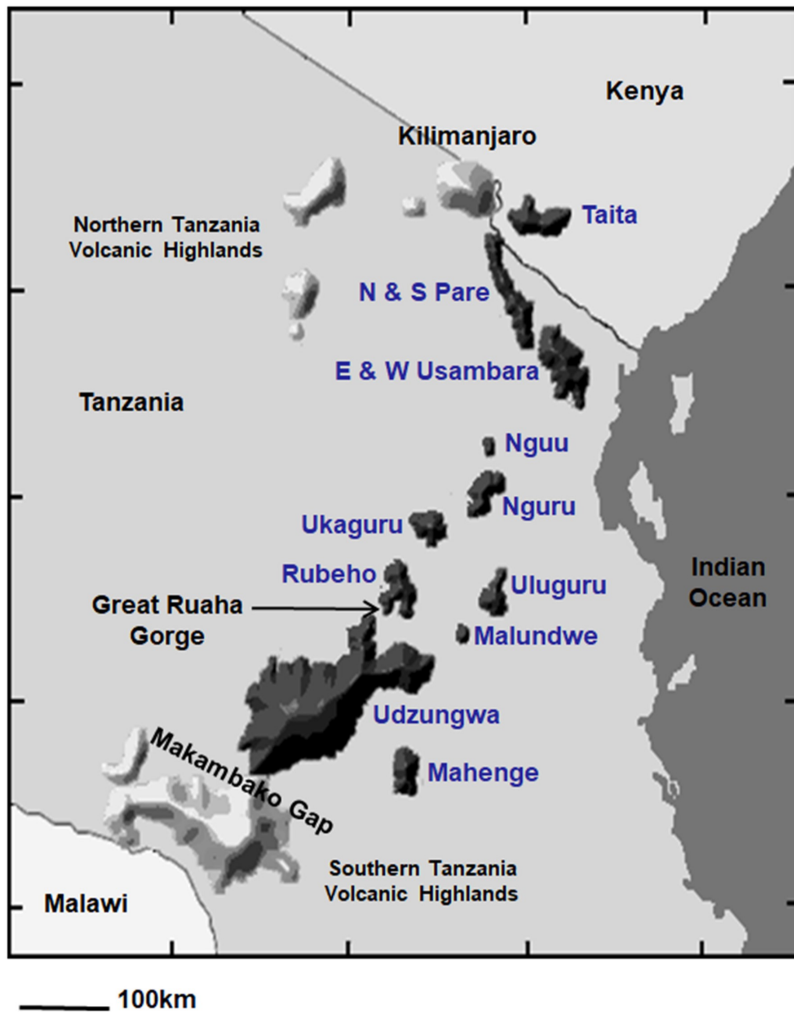 Kenya
Kilimanjaro
Northern Tanzania
Volcanic Highlands
Taita
N & S Pare
E & W Usambara
Tanzania
Nguu
Nguru
Ukaguru
Rubeho
Uluguru
Indian
Ocean
Great Ruaha
Gorge
Malundwe
Udzungwa
Makambako Gap
Mahenge
Southern Tanzania
Volcanic Highlands
Malawi
100km